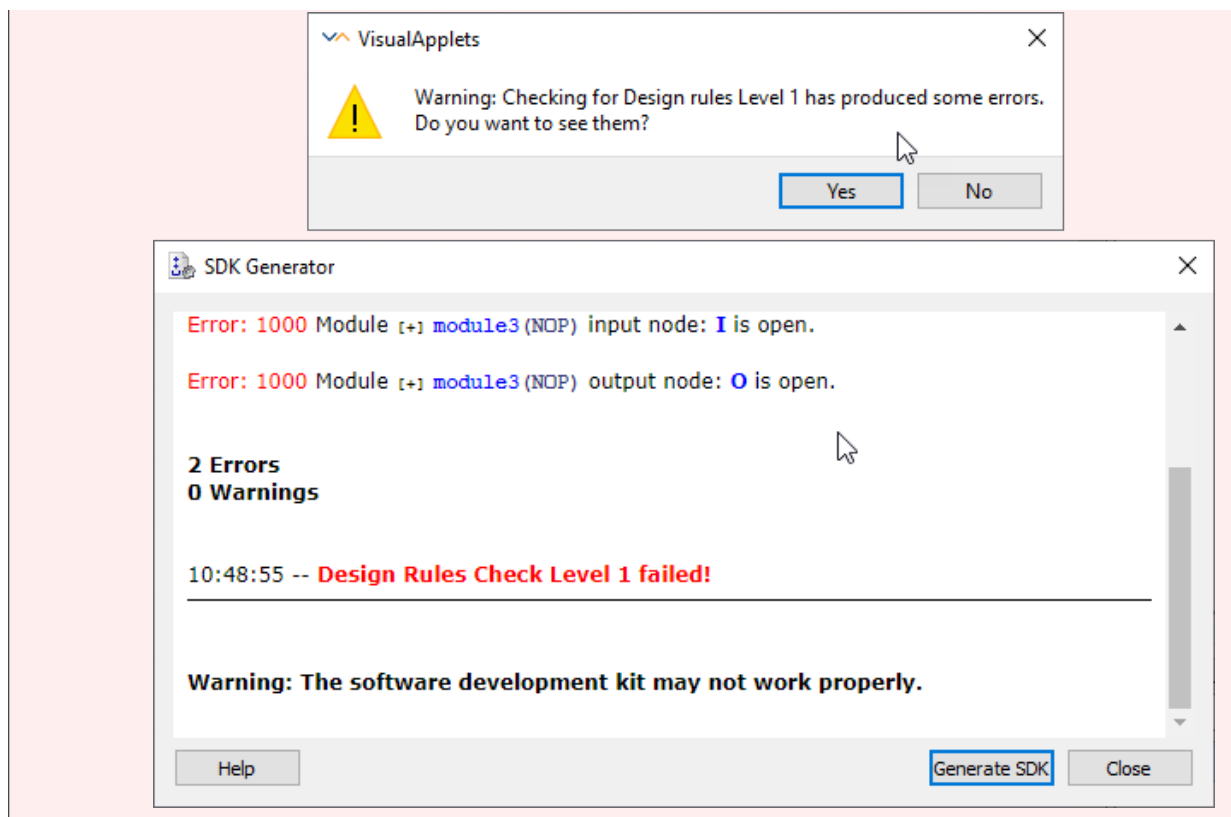 VisualApplets
Warning: Checking for Design rules Level 1 has produced some errors.
Do you want to see them?
Yes
No
SDK Generator
Error: 1000 Module [+] module3(NOP) input node: I is open.
Error: 1000 Module [+] module3(NOP) output node: O is open.
2 Errors
0 Warnings
10:48:55 -- Design Rules Check Level 1 failed!
Warning: The software development kit may not work properly.
Help
Generate SDK
Close